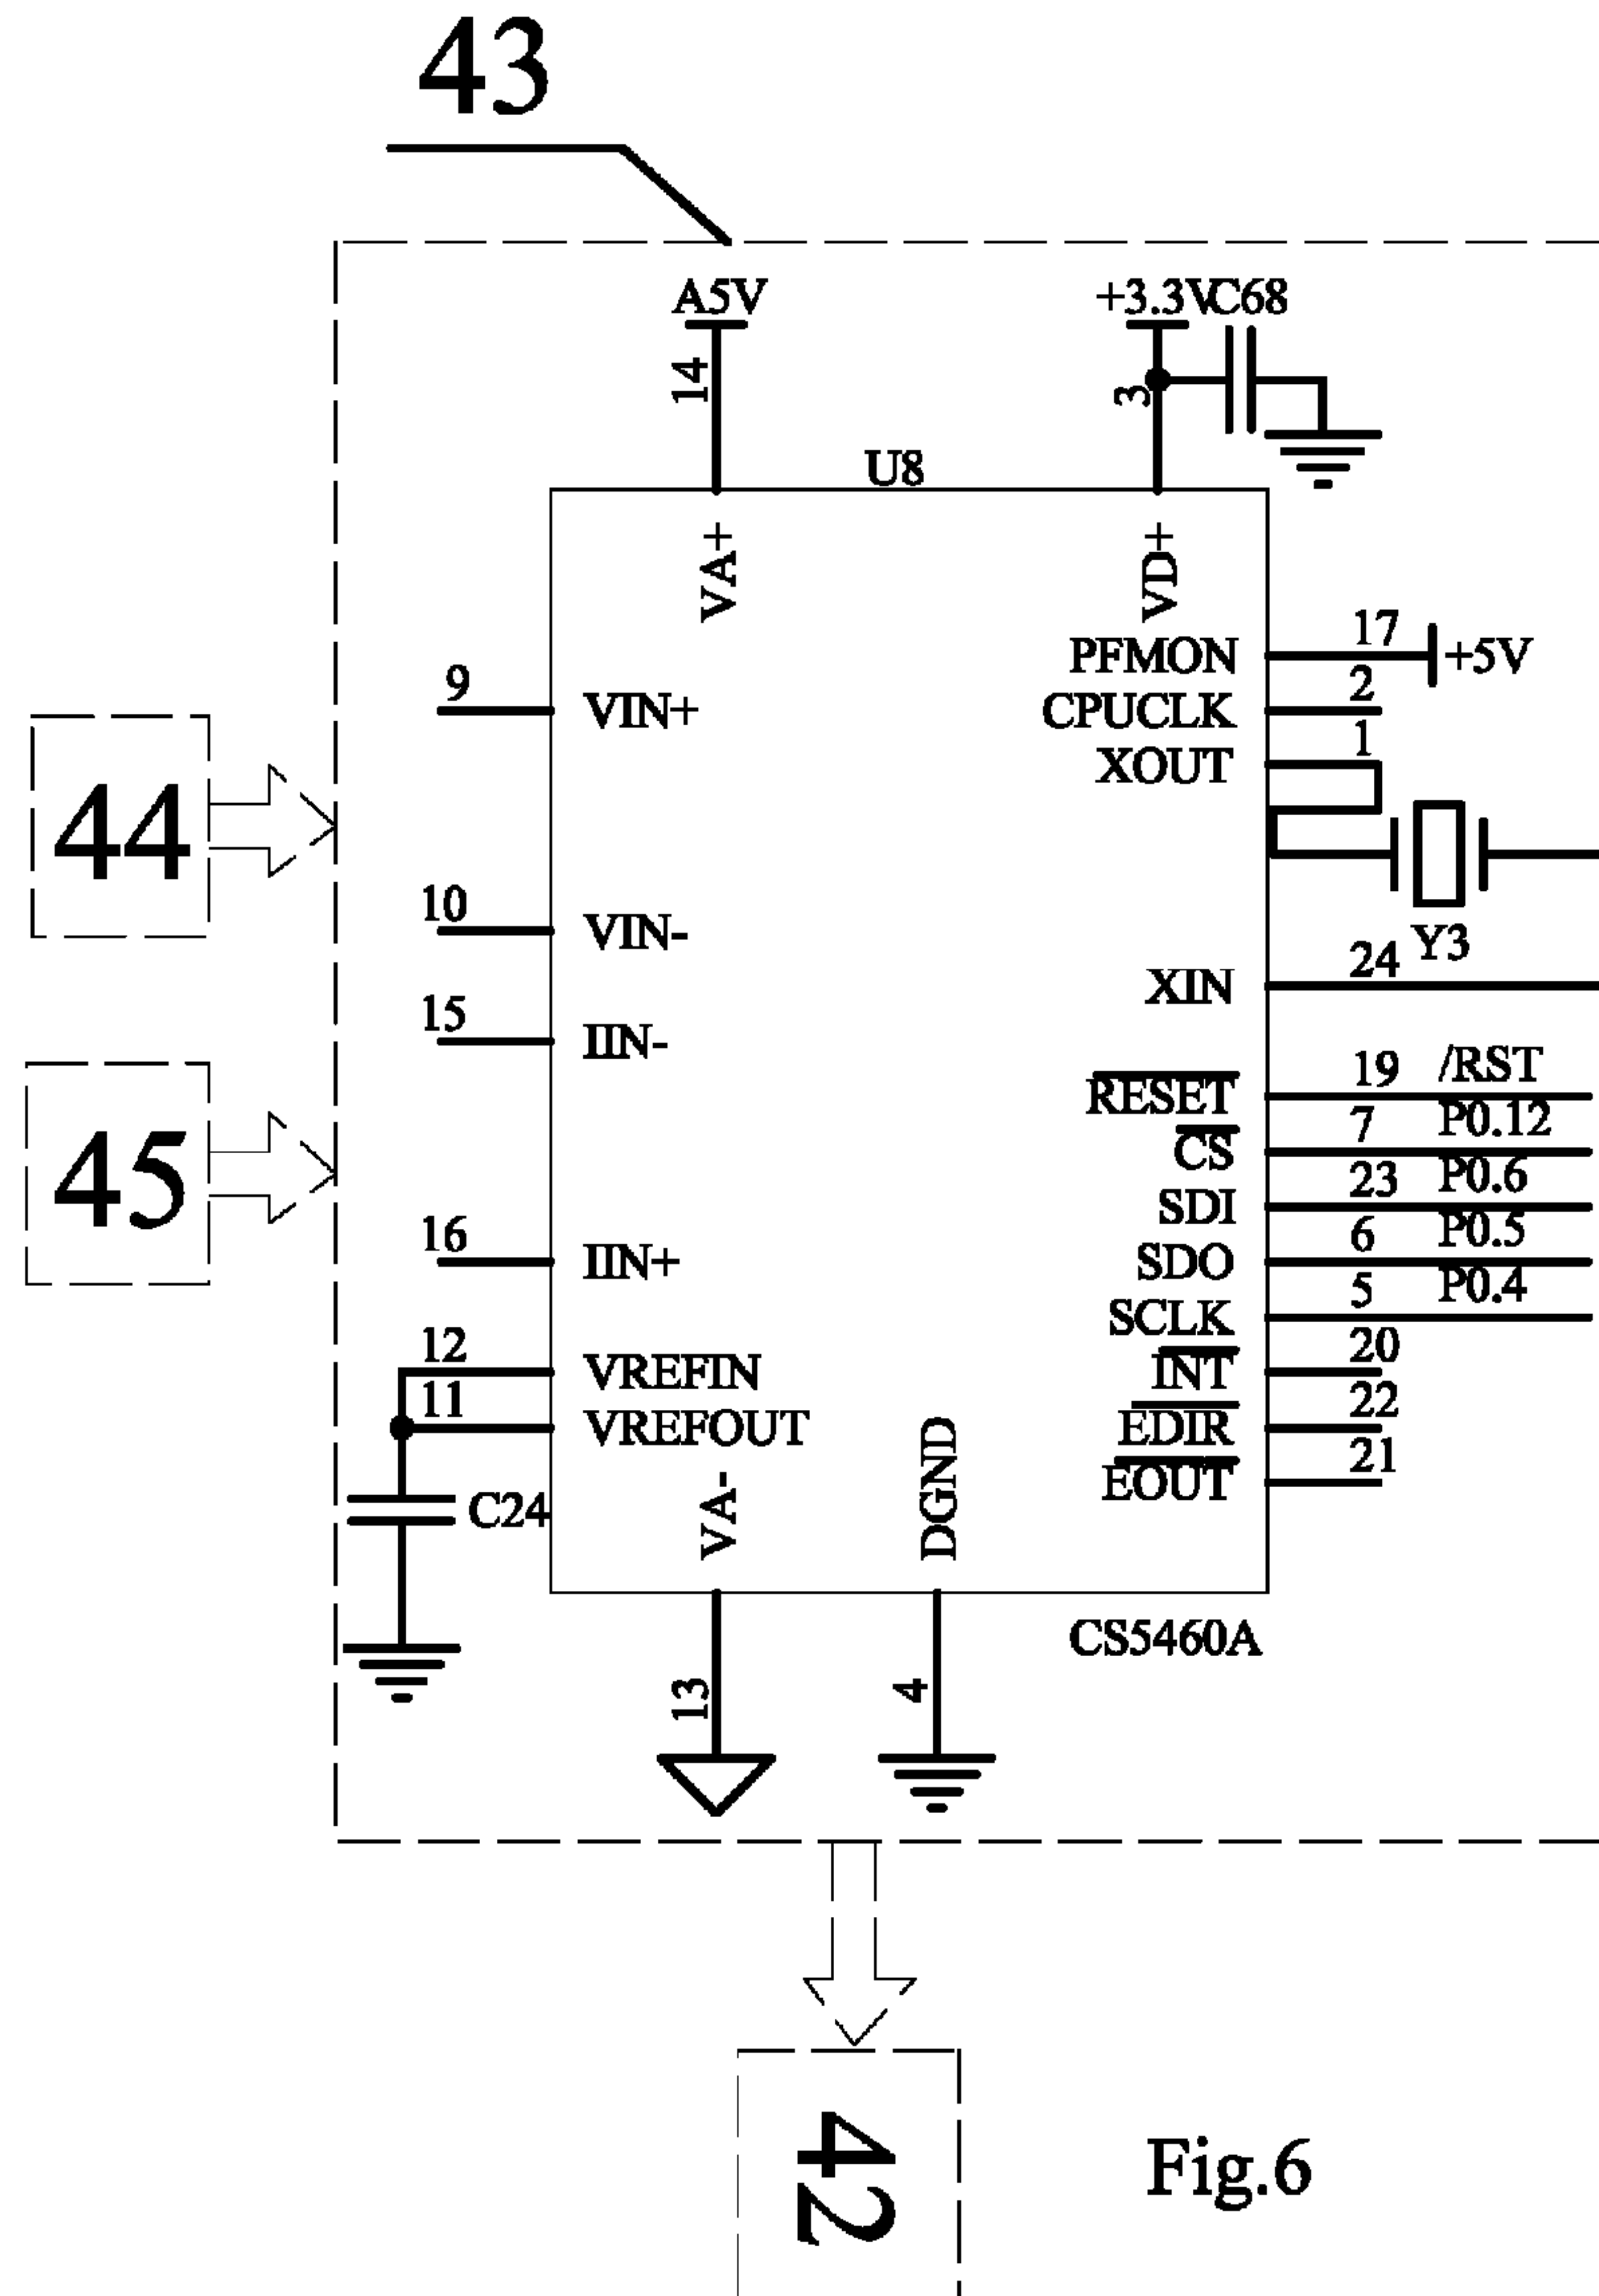 43
A5V
+3.3V
C68
14
3
U8
VA+
VD+
17
PFMON
+5V
9
2
VIN+
CPUCLK
1
XOUT
44
10
VIN-
Y3
24
XIN
15
IIN-
19 /RST
RESET
7 P0.12
CS
45
23 P0.6
SDI
16
6 P0.5
IIN+
SDO
5 P0.4
SCLK
12
20
VREFIN
INT
11
22
VREFOUT
EDIR
21
EOUT
C24
VA-
DGND
CS5460A
13
4
42
Fig.6